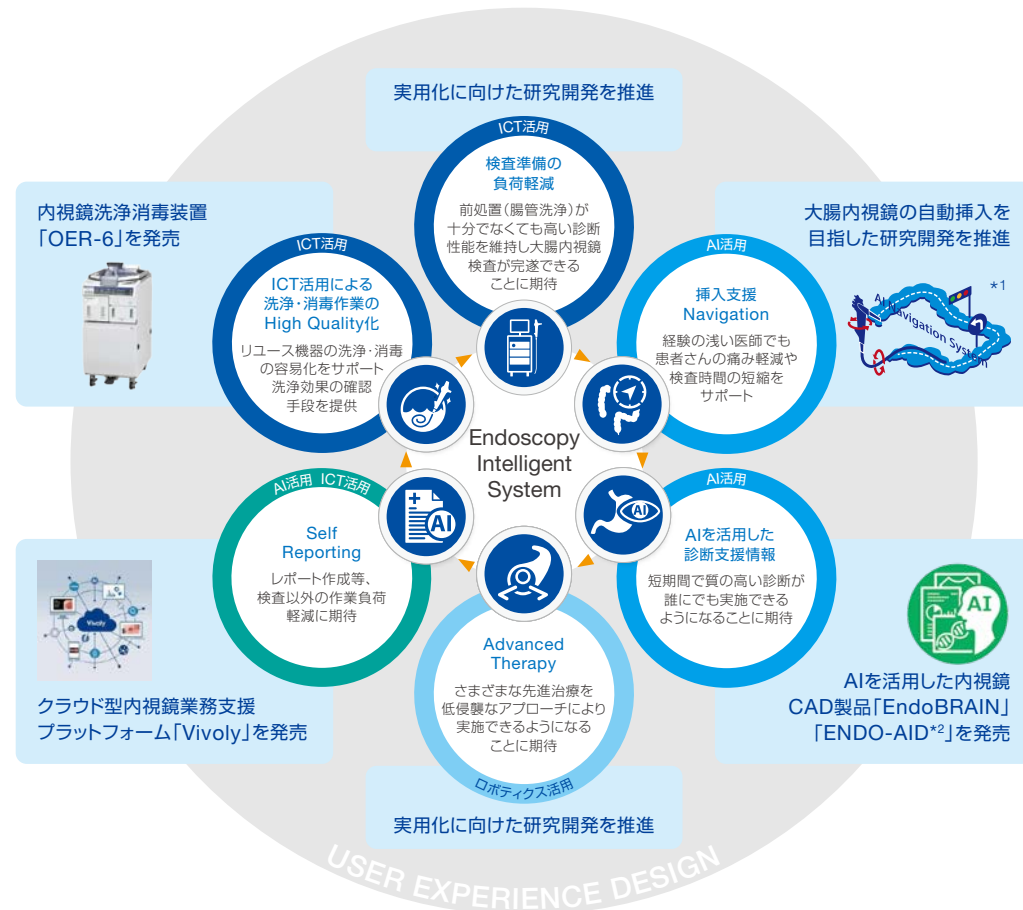 実用化に向けた研究開発を推進
ICT活用
検査準備の
負荷軽減
前処置(腸管洗浄)が
十分でなくても高い診断
性能を維持し大腸内視鏡
検査が完遂できる
ことに期待
大腸内視鏡の自動挿入を
目指した研究開発を推進
*1
AI Navigation System
AI活用
挿入支援
Navigation
経験の浅い医師でも
患者さんの痛み軽減や
検査時間の短縮を
サポート
AI活用
AIを活用した
診断支援情報
短期間で質の高い診断が
誰にでも実施できる
ようになることに期待
AI
AI
AIを活用した内視鏡
CAD製品「EndoBRAIN」
「ENDO-AID*2」を発売
Advanced
Therapy
さまざまな先進治療を
低侵襲なアプローチにより
実施できるようになる
ことに期待
ロボティクス活用
実用化に向けた研究開発を推進
AI活用 ICT活用
Self
Reporting
レポート作成等、
検査以外の作業負荷
軽減に期待
AI
Vivoly
クラウド型内視鏡業務支援
プラットフォーム「Vivoly」を発売
内視鏡洗浄消毒装置
「OER-6」を発売
ICT活用
ICT活用による
洗浄・消毒作業の
High Quality化
リユース機器の洗浄・消毒
の容易化をサポート
洗浄効果の確認
手段を提供
Endoscopy
Intelligent
System
USER EXPERIENCE DESIGN